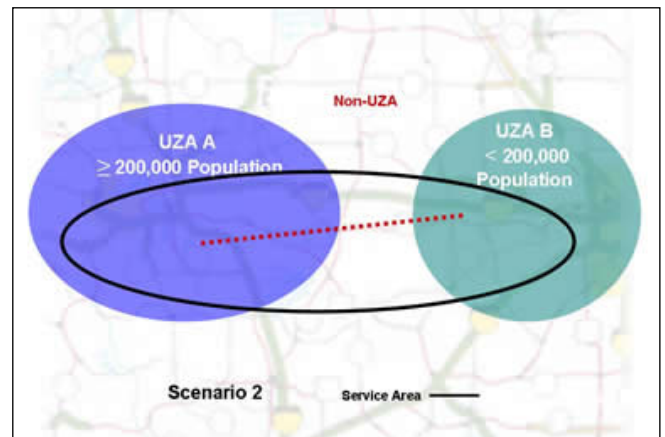 Non-UZA
UZA A
≥ 200,000 Population
UZA B
< 200,000
Population
Scenario 2
Service Area